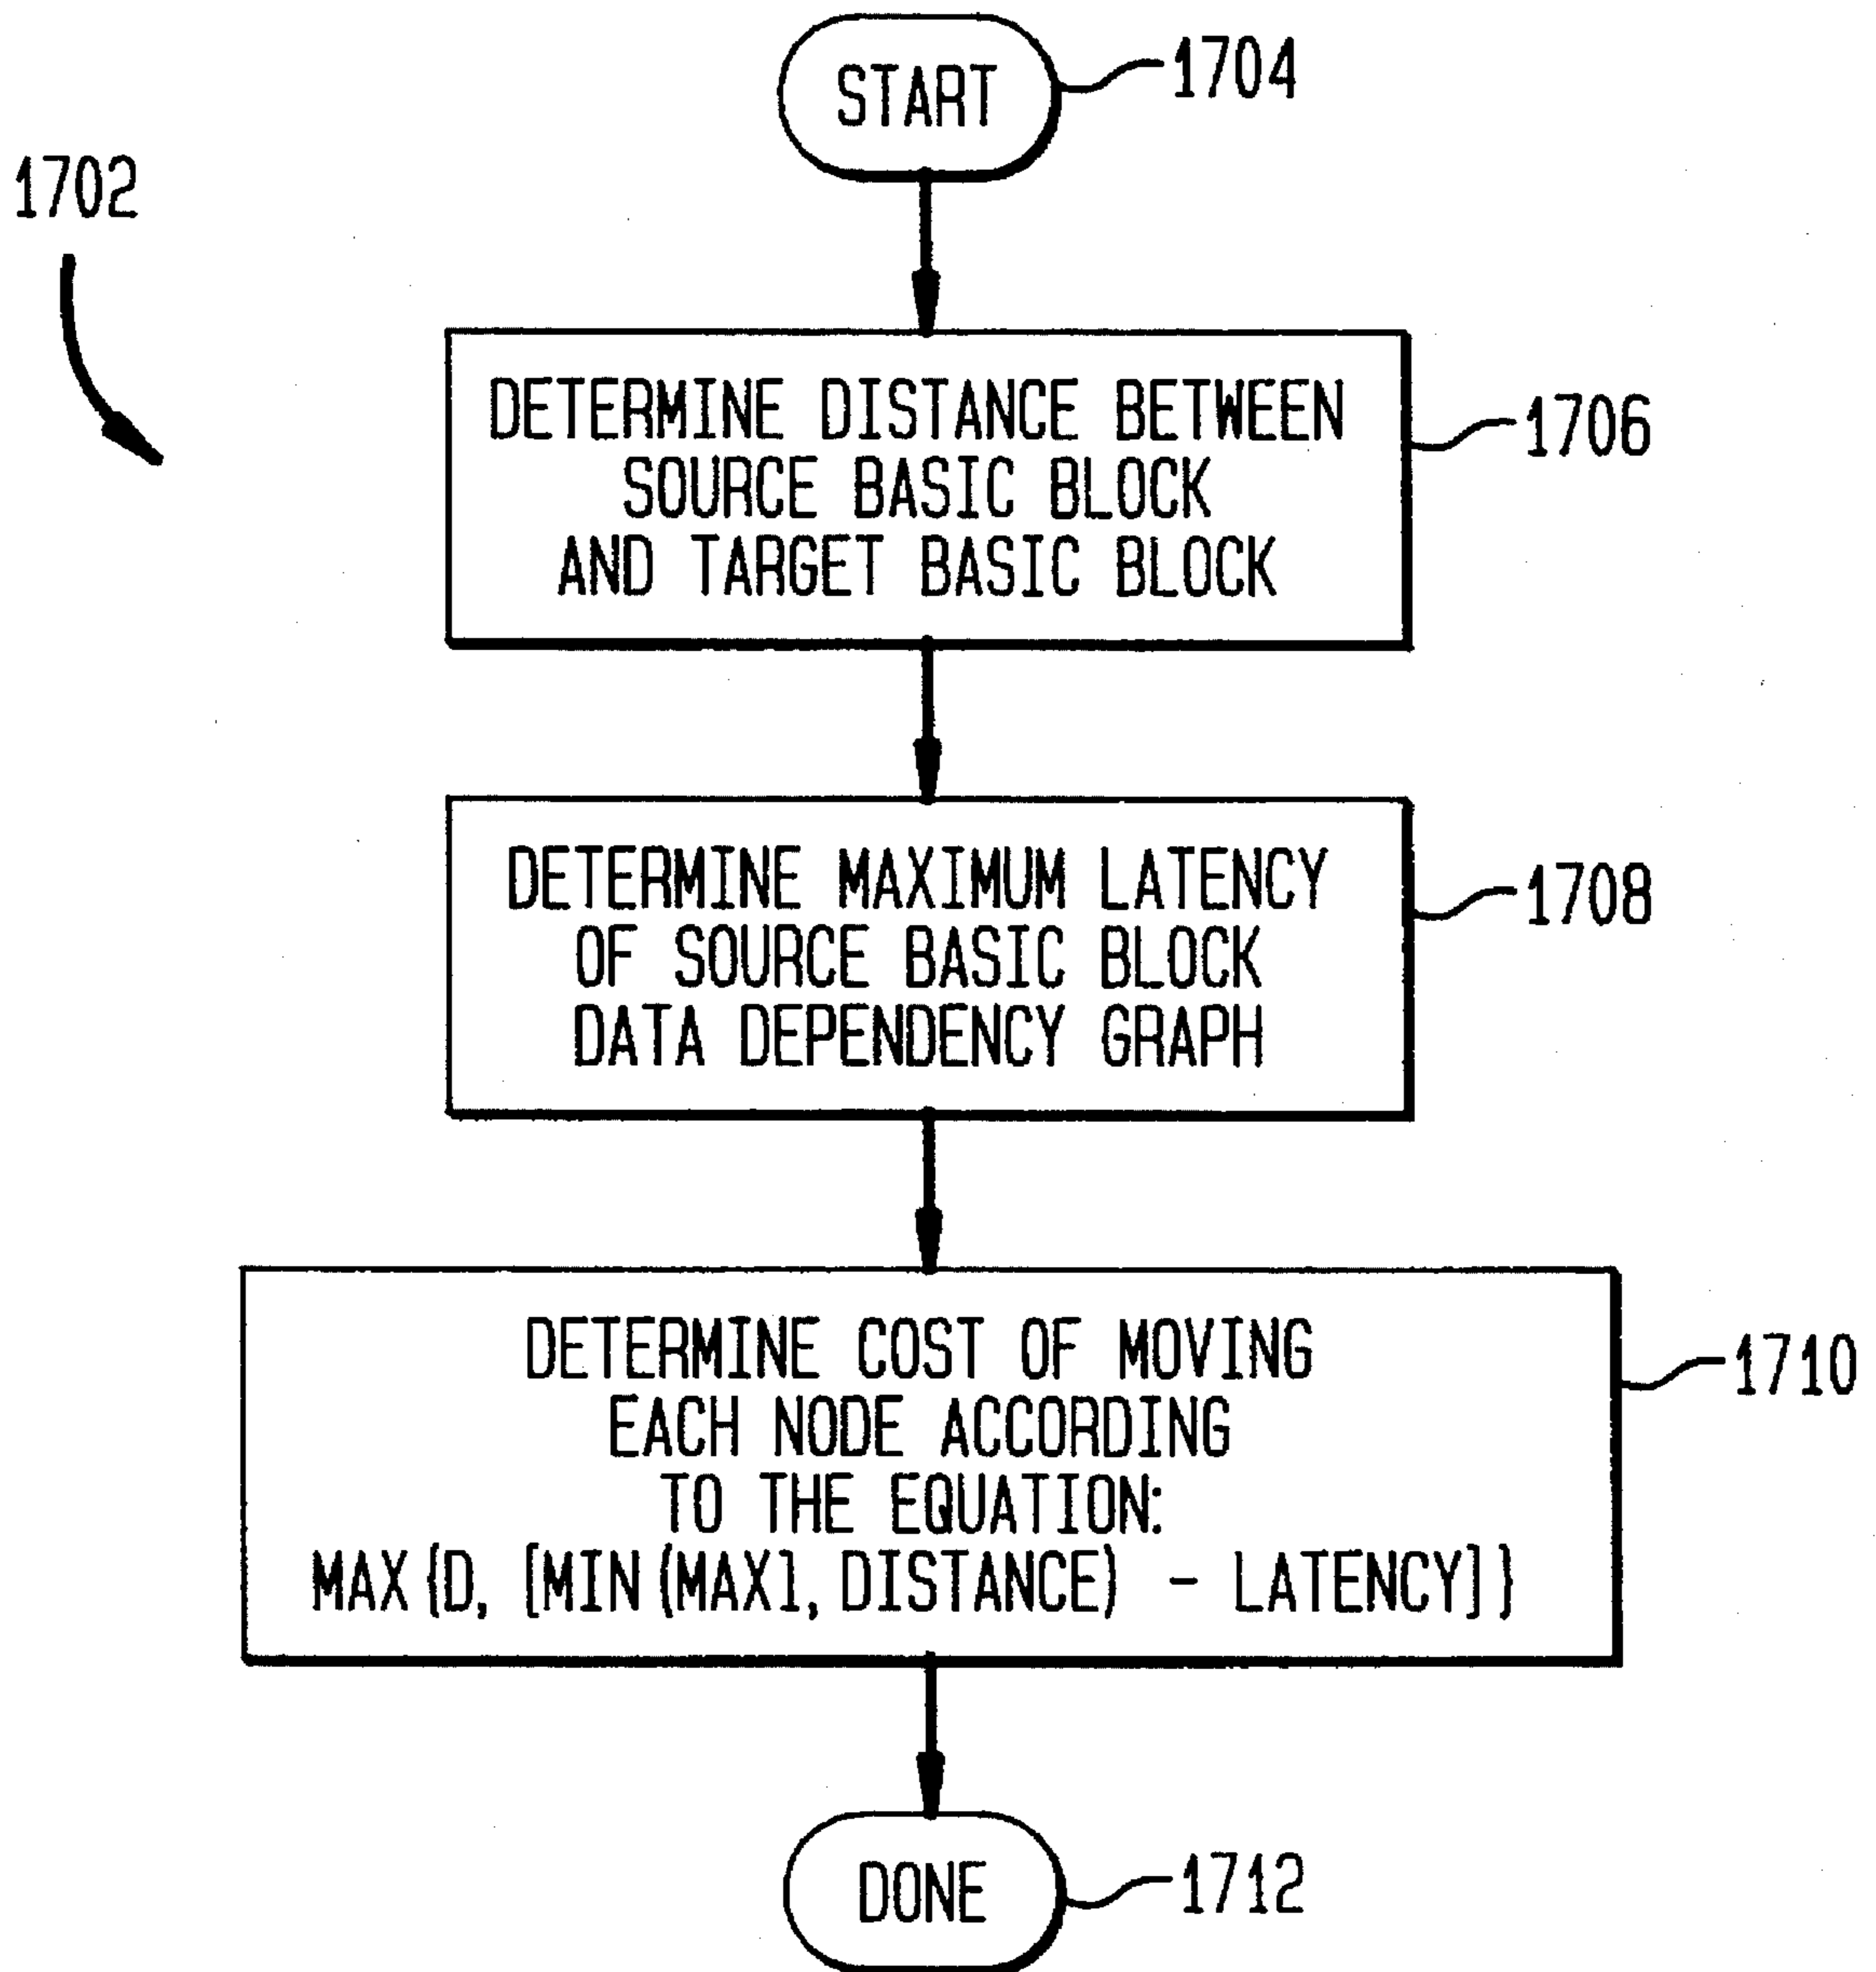 START
1704
1702
DETERMINE DISTANCE BETWEEN
SOURCE BASIC BLOCK
AND TARGET BASIC BLOCK
1706
DETERMINE MAXIMUM LATENCY
OF SOURCE BASIC BLOCK
DATA DEPENDENCY GRAPH
1708
DETERMINE COST OF MOVING
EACH NODE ACCORDING
TO THE EQUATION:
MAX {D, [MIN (MAX1, DISTANCE) - LATENCY] }
1710
DONE
1712